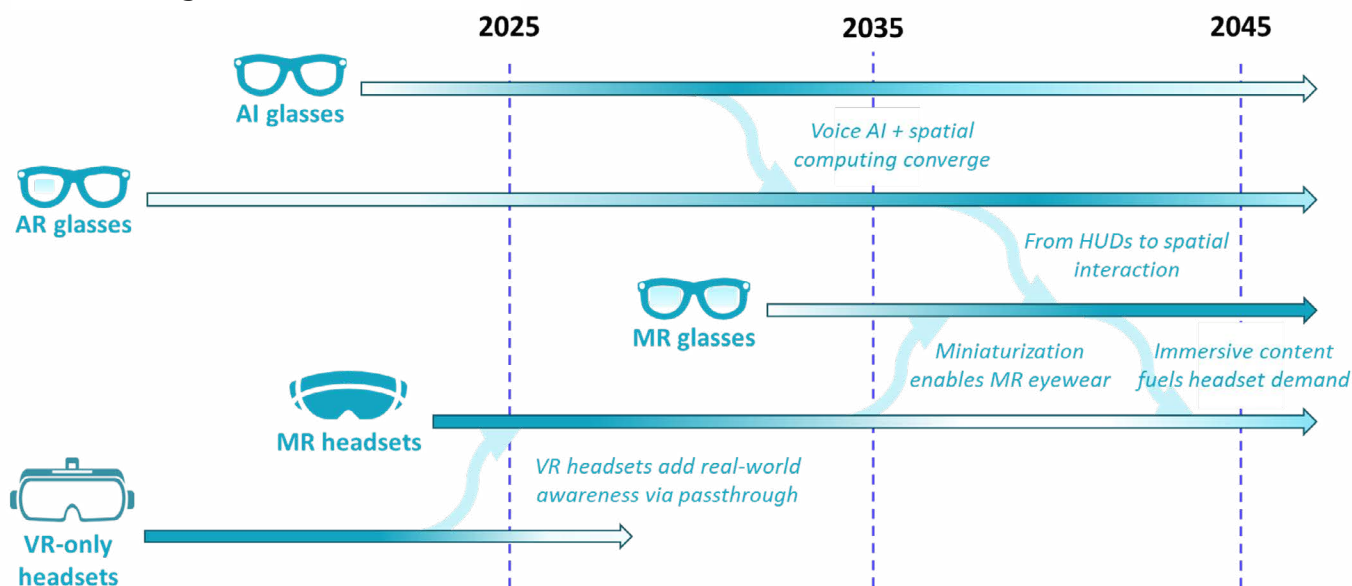 2025
2035
2045
AI glasses
Voice AI + spatial
computing converge
AR glasses
From HUDs to spatial
interaction
MR glasses
Miniaturization
enables MR eyewear
Immersive content
fuels headset demand
MR headsets
VR headsets add real-world
awareness via passthrough
VR-only
headsets